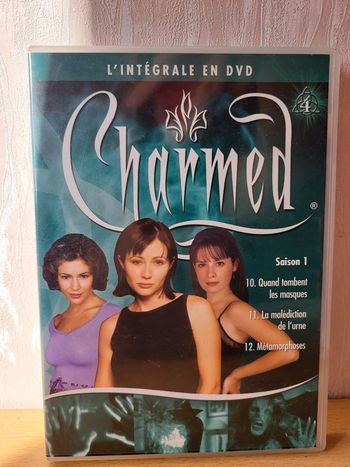 L'INTÉGRALE EN DVD
4
Charmed ®
Saison 1
10. Quand tombent
les masques
11. La malédiction
de l'urne
12. Métamorphoses